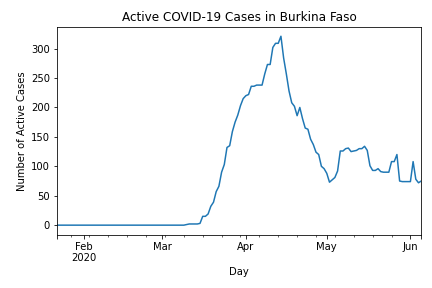 Active COVID-19 Cases in Burkina Faso
Number of Active Cases
300
250
200
150
100
50
0
Feb Mar Apr May Jun
2020
Day